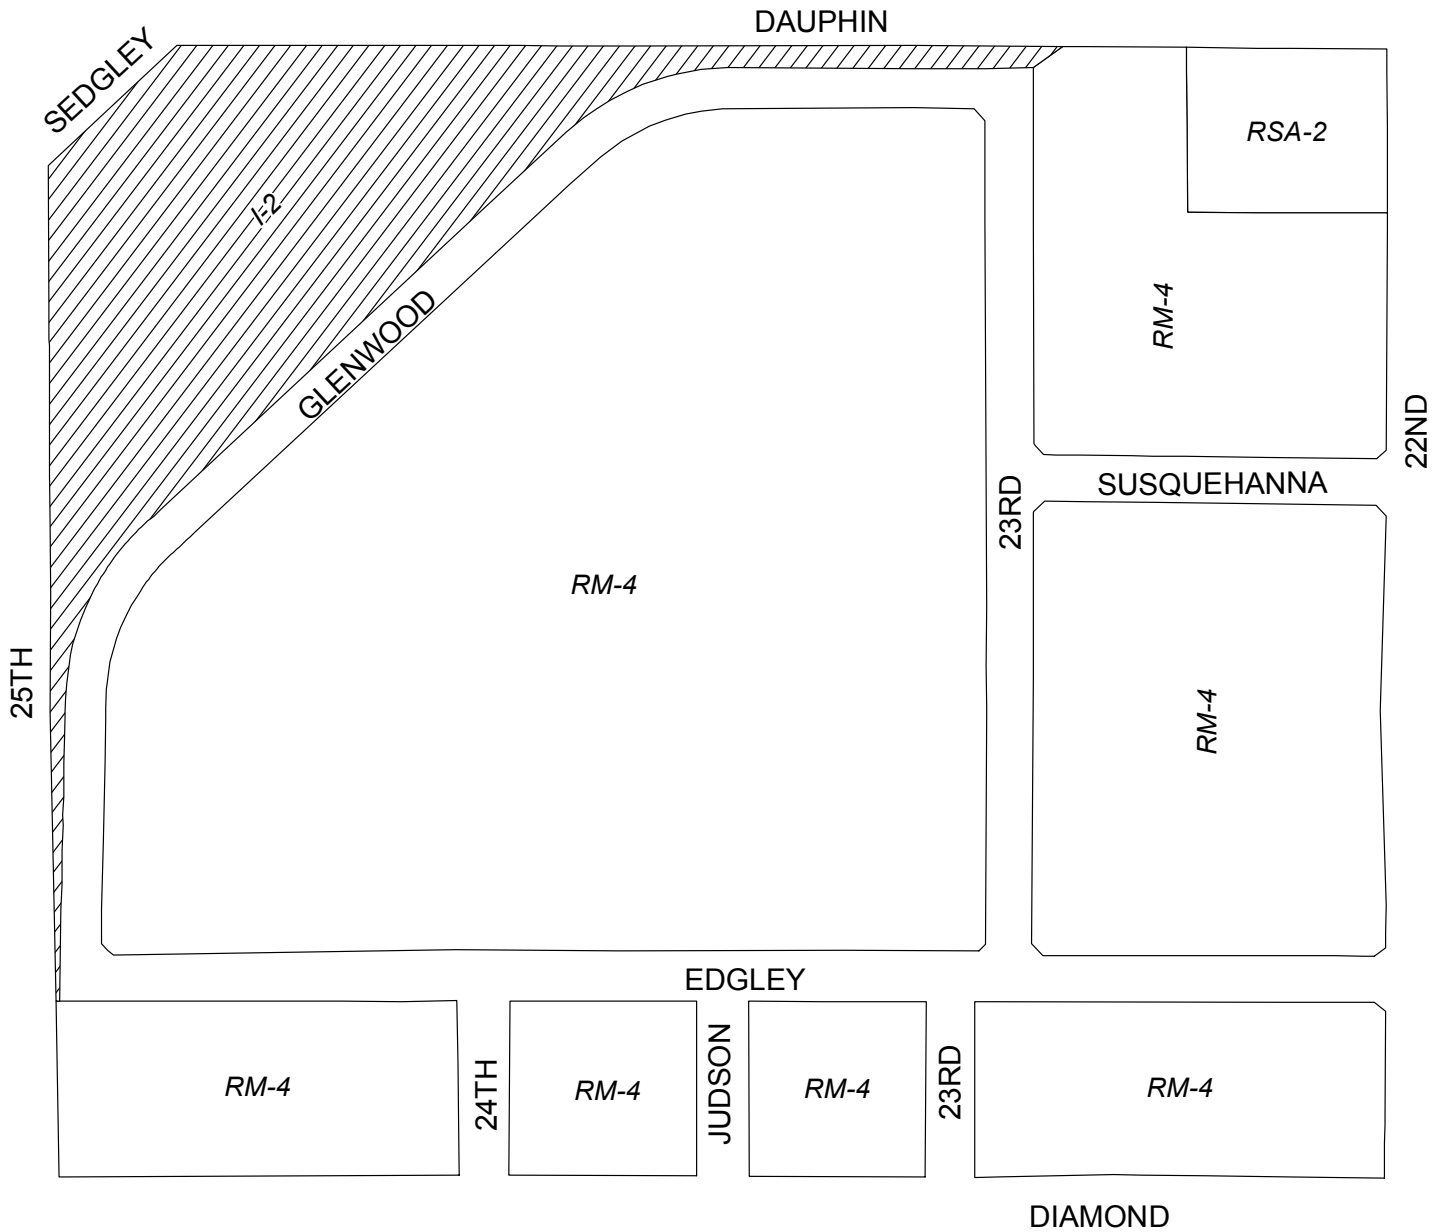 DAUPHIN
SEDGLEY
RSA-2
I-2
RM-4
GLENWOOD
22ND
SUSQUEHANNA
23RD
RM-4
25TH
RM-4
EDGLEY
RM-4
24TH
RM-4
JUDSON
RM-4
23RD
RM-4
DIAMOND